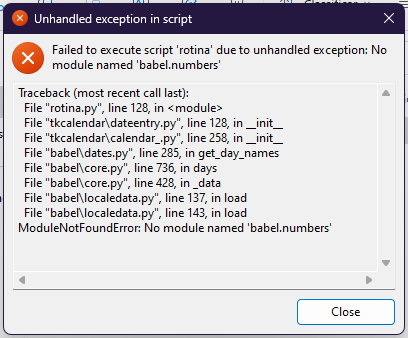 Unhandled exception in script
Failed to execute script 'rotina' due to unhandled exception: No
module named 'babel.numbers'
Traceback (most recent call last):
File "rotina.py", line 128, in <module>
File "tkcalendar\dateentry.py", line 128, in __init__
File "tkcalendar\calendar_.py", line 258, in __init__
File "babel\dates.py", line 285, in get_day_names
File "babel\core.py", line 736, in days
File "babel\core.py", line 428, in _data
File "babel\localedata.py", line 137, in load
File "babel\localedata.py", line 143, in load
ModuleNotFoundError: No module named 'babel.numbers'
Close